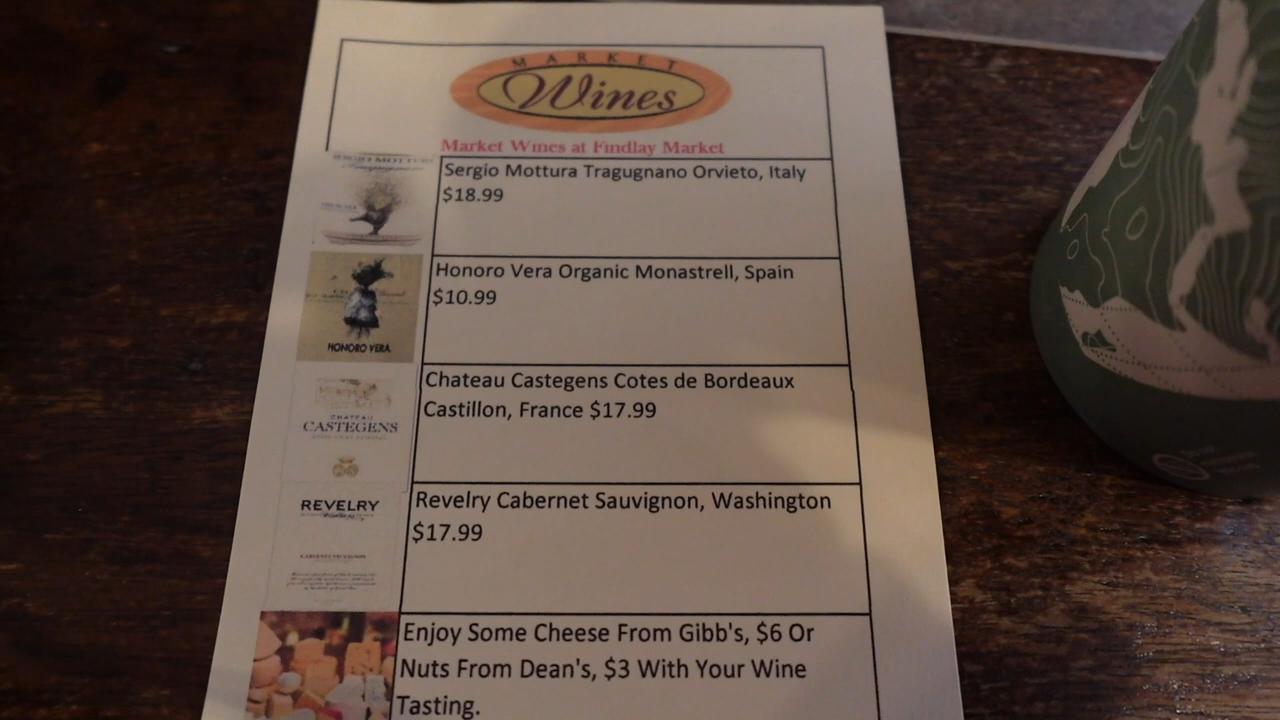 MARKET
Wines
Market Wines at Findlay Market
Sergio Mottura Tragugnano Orvieto, Italy
$18.99
Honoro Vera Organic Monastrell, Spain
$10.99
HONORO VERA
Chateau Castegens Cotes de Bordeaux
Castillon, France $17.99
CHATEAU
CASTEGENS
Revelry Cabernet Sauvignon, Washington
$17.99
REVELRY
CABERNET SAUVIGNON
Enjoy Some Cheese From Gibb's, $6 Or
Nuts From Dean's, $3 With Your Wine
Tasting.